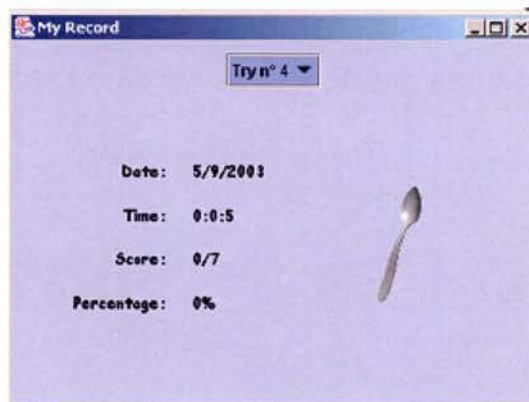 My Record
Try n° 4
Date: 5/9/2003
Time: 0:0:5
Score: 0/7
Percentage: 0%